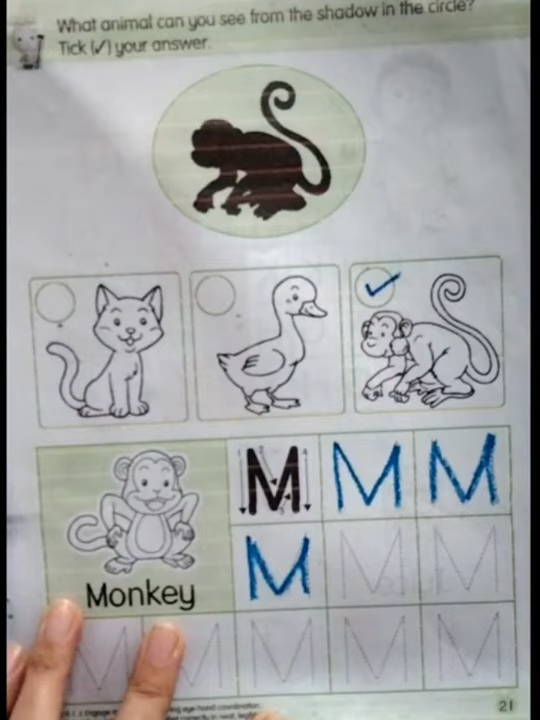 What animal can you see from the shadow in the circle?
Tick (✓) your answer.
M M M
Monkey
M M M
M M M M M
21